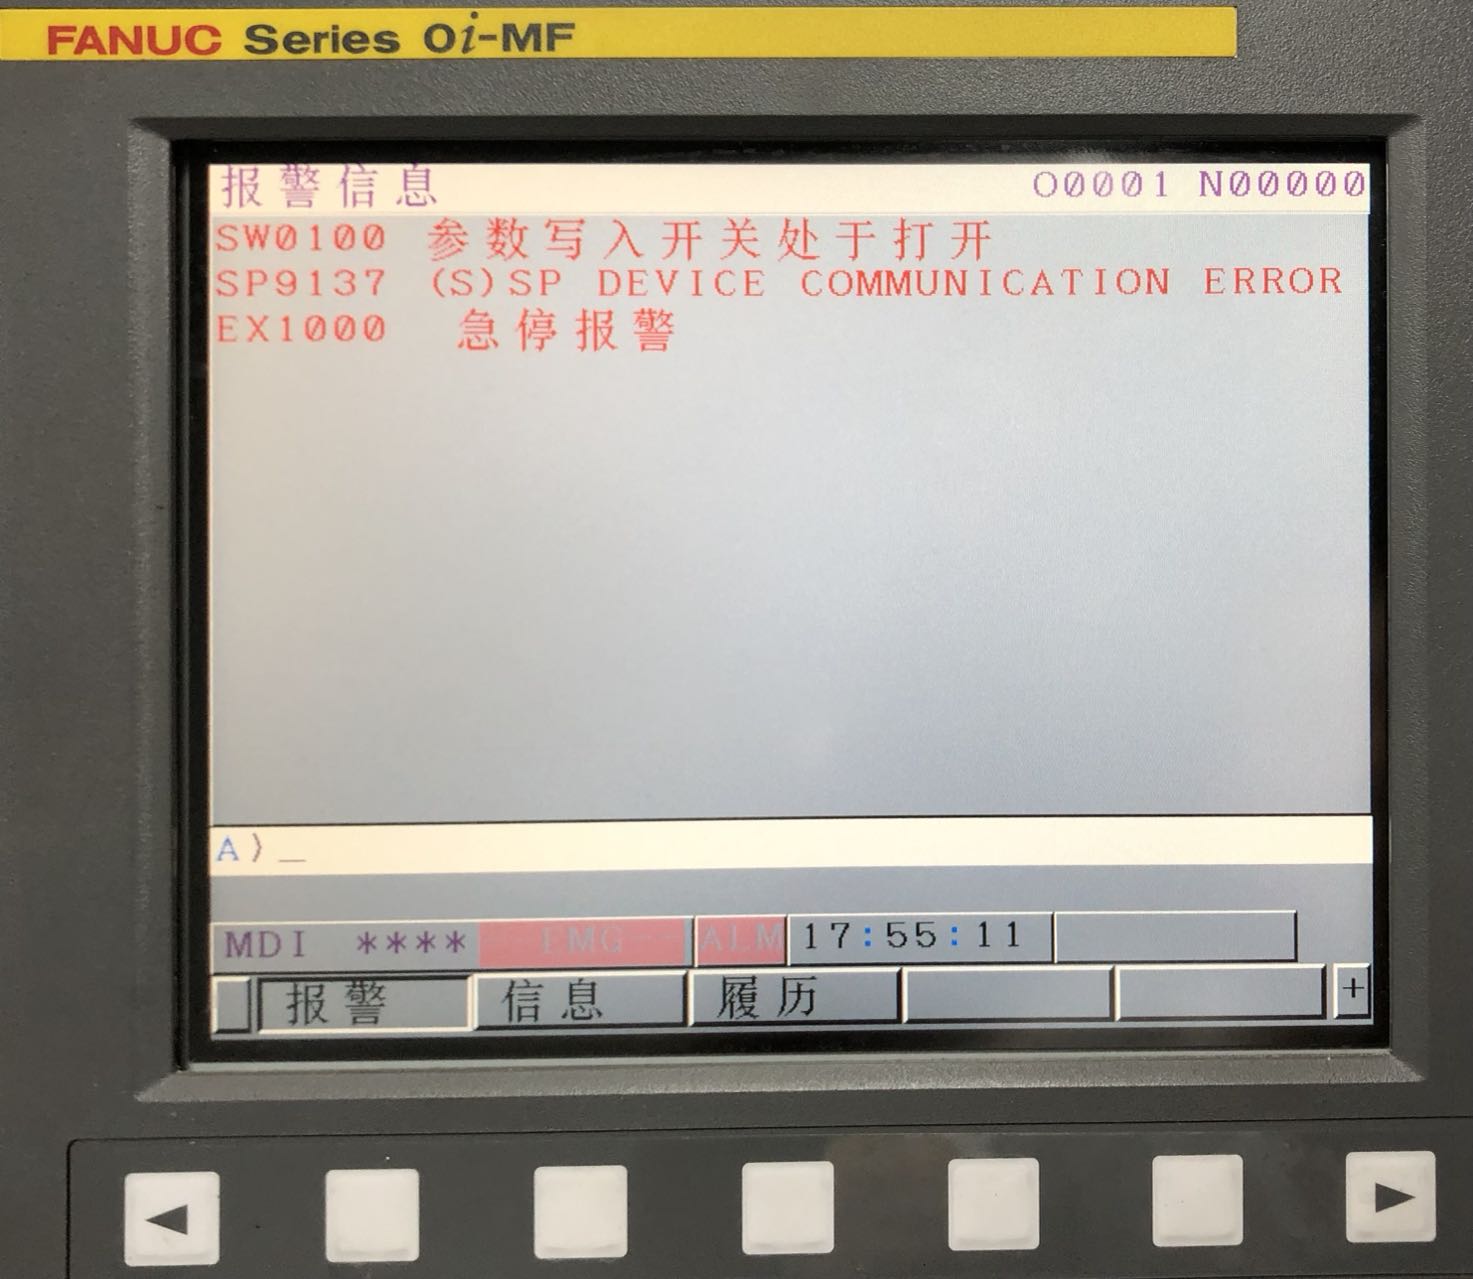 FANUC Series 0i-MF
报警信息 O0001 N00000
SW0100 参数写入开关处于打开
SP9137 (S)SP DEVICE COMMUNICATION ERROR
EX1000 急停报警
A)_
MDI **** --EMG-- ALM 17:55:11
报警 信息 履历 +